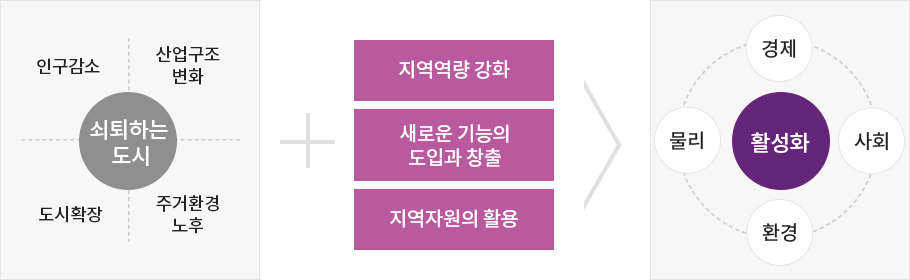 인구감소
산업구조
변화
쇠퇴하는
도시
도시확장
주거환경
노후
지역역량 강화
새로운 기능의
도입과 창출
지역자원의 활용
경제
물리
활성화
사회
환경